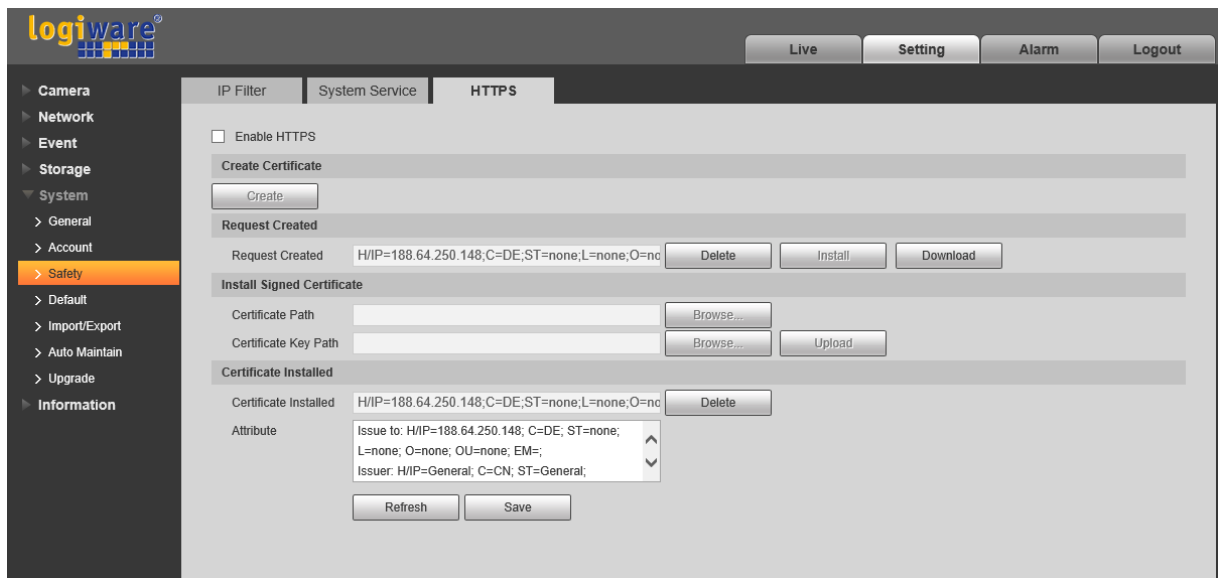 logiware®
Live Setting Alarm Logout
Camera
Network
Event
Storage
System
General
Account
Safety
Default
Import/Export
Auto Maintain
Upgrade
Information
IP Filter System Service HTTPS
Enable HTTPS
Create Certificate
Create
Request Created
Request Created H/IP=188.64.250.148;C=DE;ST=none;L=none;O=no Delete Install Download
Install Signed Certificate
Certificate Path Browse...
Certificate Key Path Browse... Upload
Certificate Installed
Certificate Installed H/IP=188.64.250.148;C=DE;ST=none;L=none;O=no Delete
Attribute Issue to: H/IP=188.64.250.148; C=DE; ST=none;
L=none; O=none; OU=none; EM=;
Issuer: H/IP=General; C=CN; ST=General;
Refresh Save